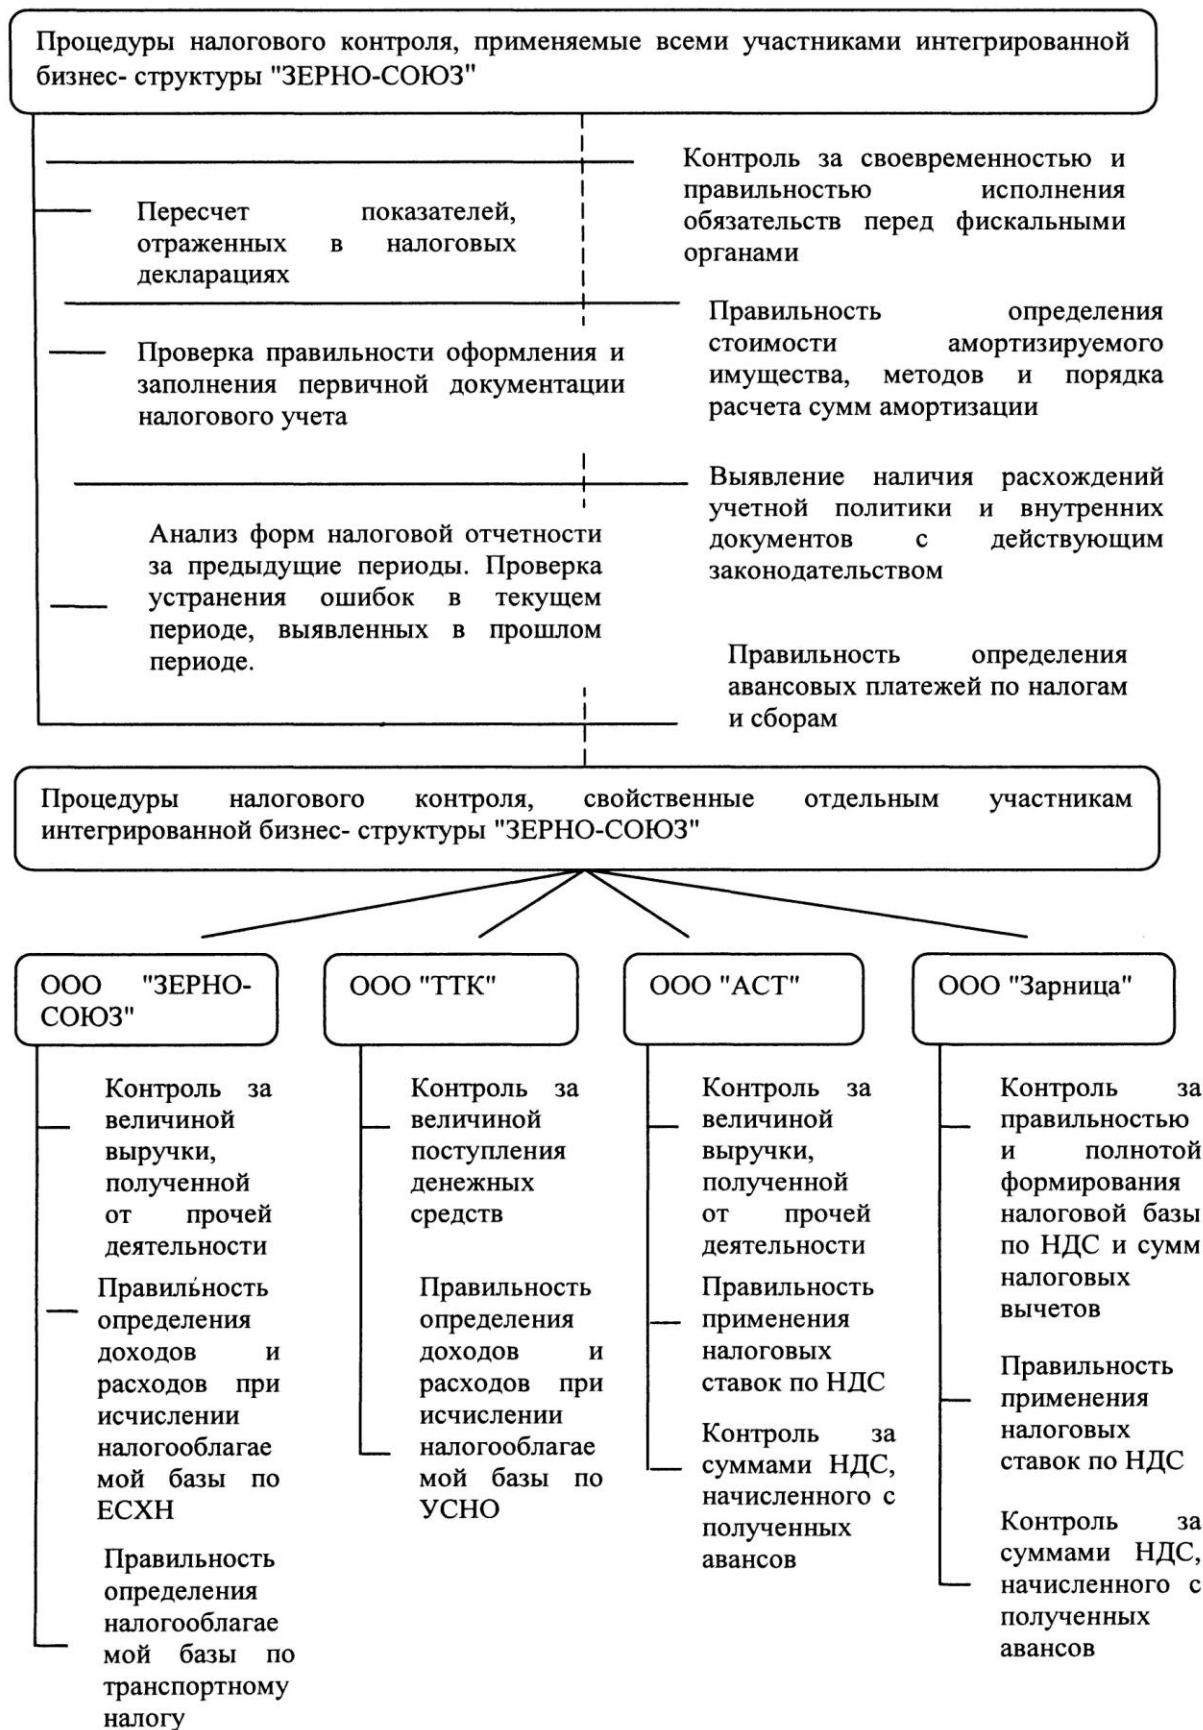 Процедуры налогового контроля, применяемые всеми участниками интегрированной
бизнес- структуры "ЗЕРНО-СОЮЗ"
Контроль за своевременностью и
правильностью исполнения
обязательств перед фискальными
органами
Пересчет показателей,
отраженных в налоговых
декларациях
Правильность определения
стоимости амортизируемого
имущества, методов и порядка
расчета сумм амортизации
Проверка правильности оформления и
заполнения первичной документации
налогового учета
Выявление наличия расхождений
учетной политики и внутренних
документов с действующим
законодательством
Анализ форм налоговой отчетности
за предыдущие периоды. Проверка
устранения ошибок в текущем
периоде, выявленных в прошлом
периоде.
Правильность определения
авансовых платежей по налогам
и сборам
Процедуры налогового контроля, свойственные отдельным участникам
интегрированной бизнес- структуры "ЗЕРНО-СОЮЗ"
ООО "ЗЕРНО-
СОЮЗ"
Контроль за
величиной
выручки,
полученной
от прочей
деятельности
Правильность
определения
доходов и
расходов при
исчислении
налогооблагае
мой базы по
ЕСХН
Правильность
определения
налогооблагае
мой базы по
транспортному
налогу
ООО "ТТК"
Контроль за
величиной
поступления
денежных
средств
Правильность
определения
доходов и
расходов при
исчислении
налогооблагае
мой базы по
УСНО
ООО "АСТ"
Контроль за
величиной
выручки,
полученной
от прочей
деятельности
Правильность
применения
налоговых
ставок по НДС
Контроль за
суммами НДС,
начисленного с
полученных
авансов
ООО "Зарница"
Контроль за
правильностью
и полнотой
формирования
налоговой базы
по НДС и сумм
налоговых
вычетов
Правильность
применения
налоговых
ставок по НДС
Контроль за
суммами НДС,
начисленного с
полученных
авансов